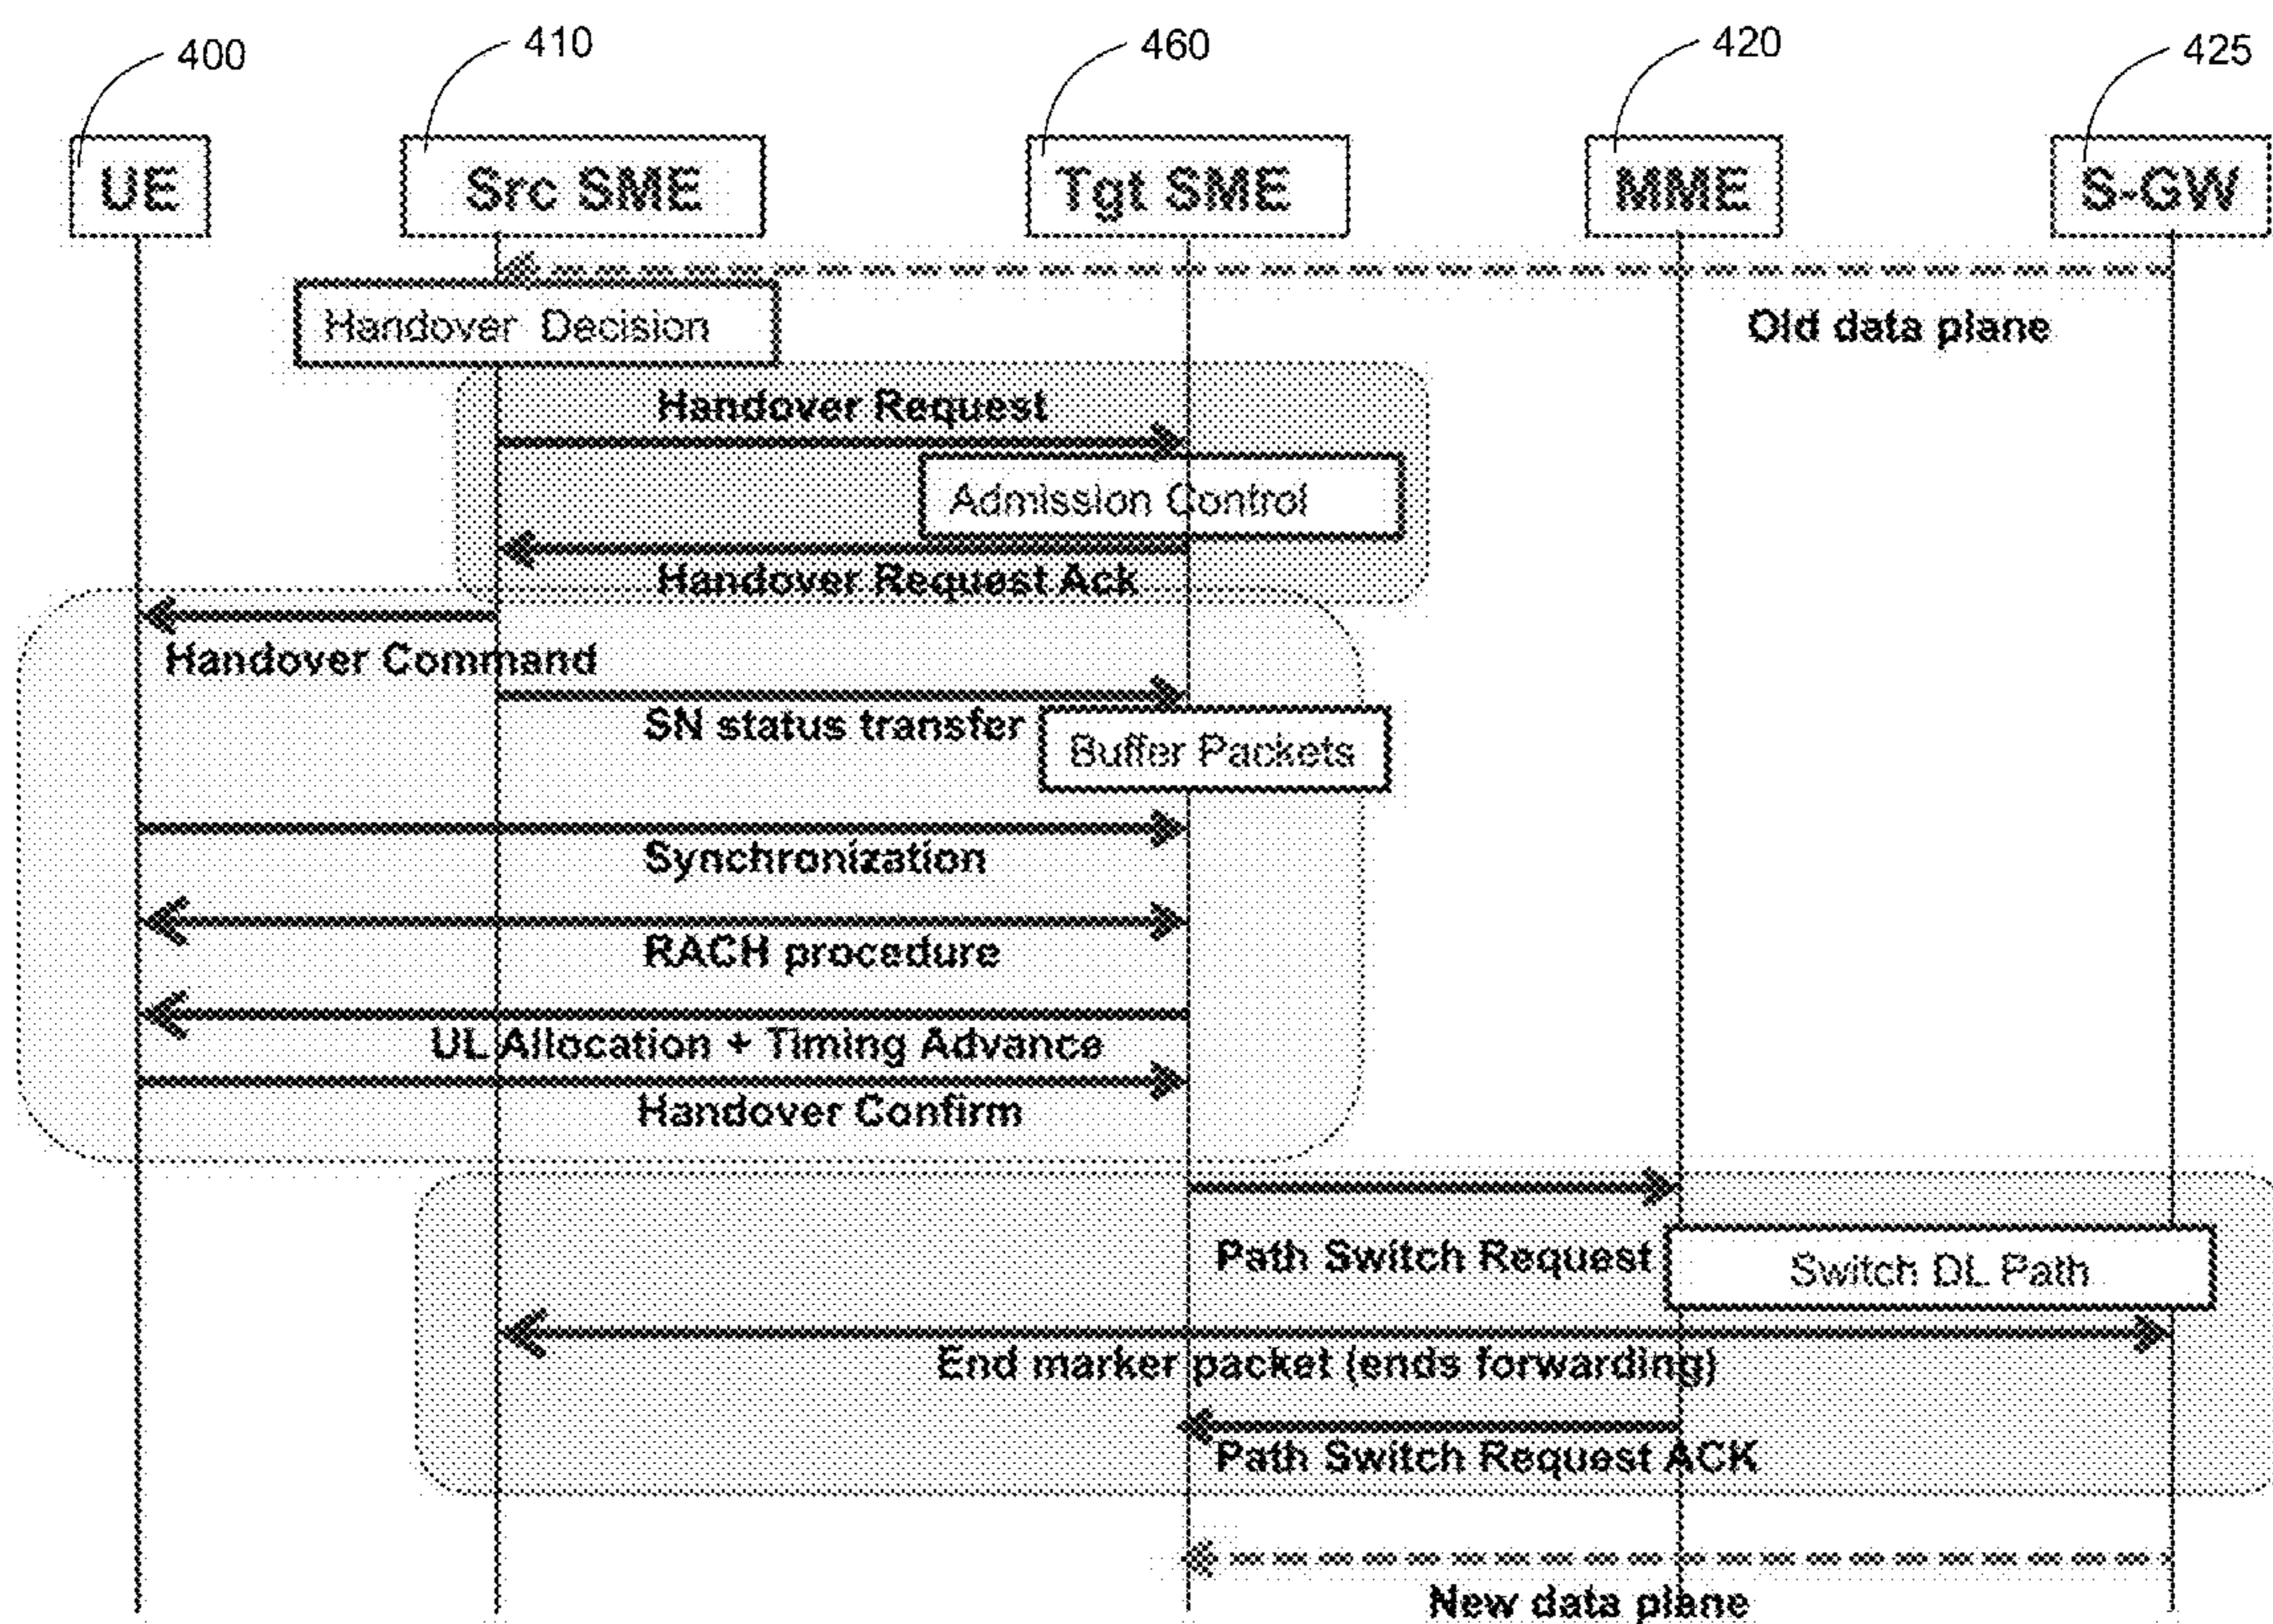 400
410
460
420
425
UE
Src SME
Tgt SME
MME
S-GW
Handover Decision
Old data plane
Handover Request
Admission Control
Handover Request Ack
Handover Command
SN status transfer
Buffer Packets
Synchronization
RACH procedure
UL Allocation + Timing Advance
Handover Confirm
Path Switch Request
Switch DL Path
End marker packet (ends forwarding)
Path Switch Request ACK
New data plane